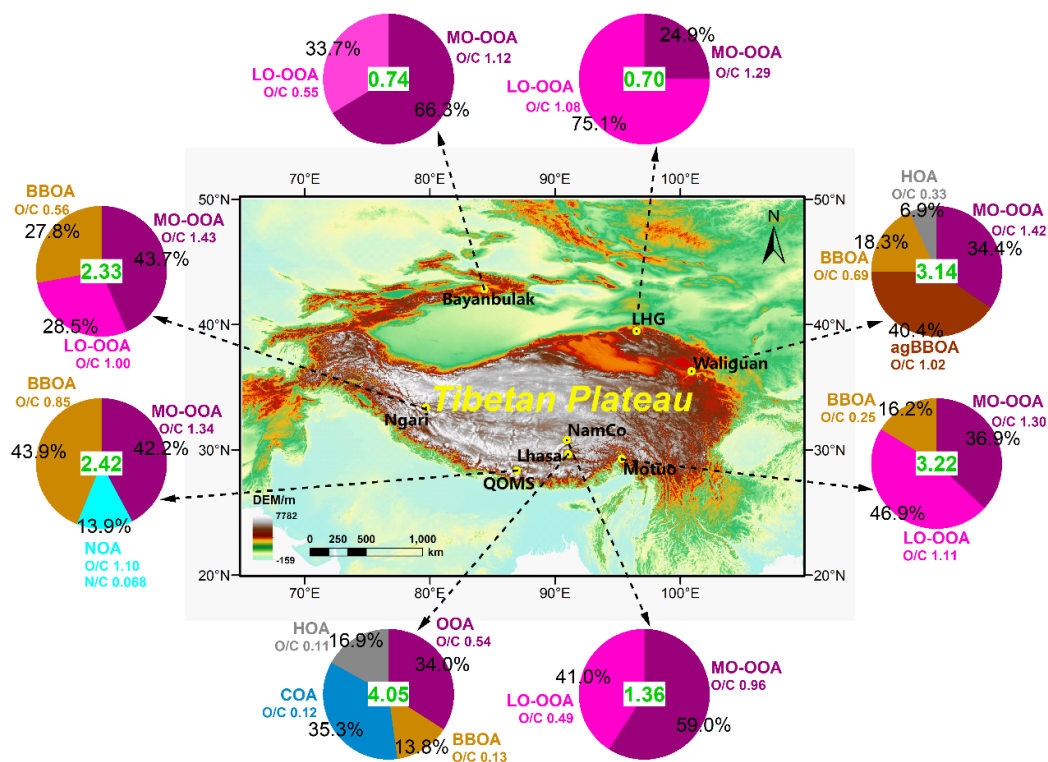 33.7%
MO-OOA
O/C 1.12
LO-OOA
O/C 0.55
0.74
66.3%
24.9%
MO-OOA
O/C 1.29
LO-OOA
O/C 1.08
0.70
75.1%
BBOA
O/C 0.56
27.8%
MO-OOA
O/C 1.43
43.7%
2.33
28.5%
LO-OOA
O/C 1.00
HOA
O/C 0.33
6.9%
MO-OOA
O/C 1.42
34.4%
18.3%
BBOA
O/C 0.69
3.14
40.4%
agBBOA
O/C 1.02
BBOA
O/C 0.85
43.9%
MO-OOA
O/C 1.34
42.2%
2.42
13.9%
NOA
O/C 1.10
N/C 0.068
BBOA
O/C 0.25
16.2%
MO-OOA
O/C 1.30
36.9%
3.22
46.9%
LO-OOA
O/C 1.11
70°E 80°E 90°E 100°E
50°N 50°N
N
Bayanbulak
40°N 40°N
LHG
Waliguan
Tibetan Plateau
Ngari
NamCo
30°N 30°N
Lhasa
Motuo
QOMS
DEM/m
7782
-159
0 250 500 1,000
km
20°N 20°N
70°E 80°E 90°E 100°E
HOA
O/C 0.11
16.9%
OOA
O/C 0.54
34.0%
COA
O/C 0.12
4.05
35.3%
13.8%
BBOA
O/C 0.13
41.0%
MO-OOA
O/C 0.96
LO-OOA
O/C 0.49
1.36
59.0%